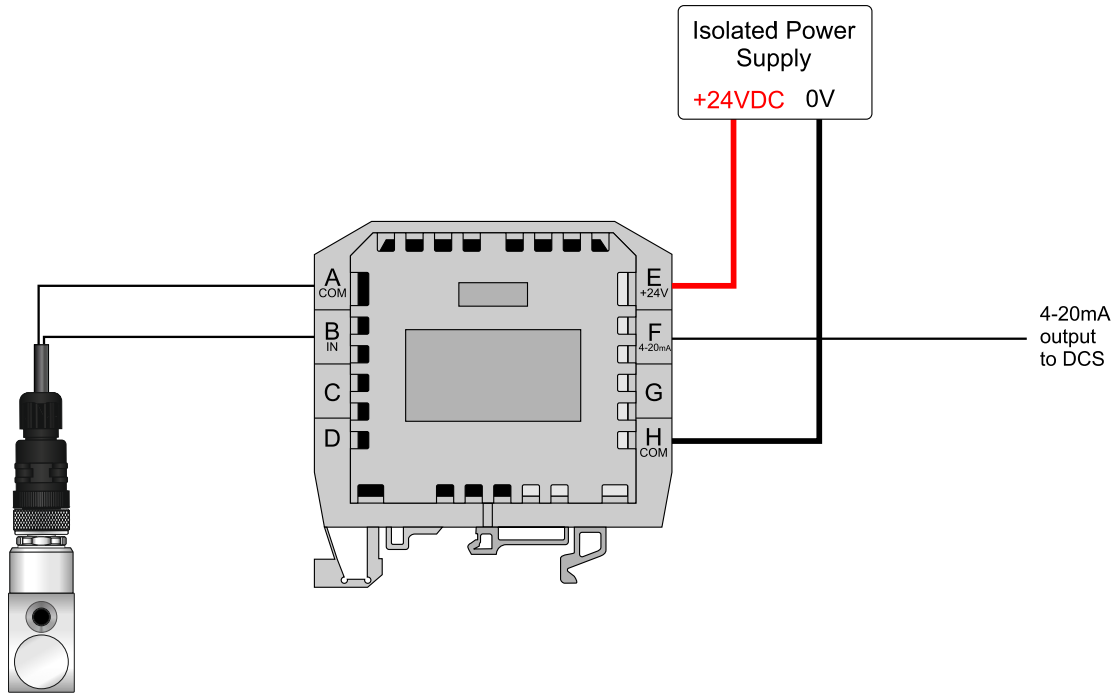 Isolated Power
Supply
+24VDC 0V
A
COM
B
IN
C
D
E
+24V
F
4-20mA
G
H
COM
4-20mA
output
to DCS